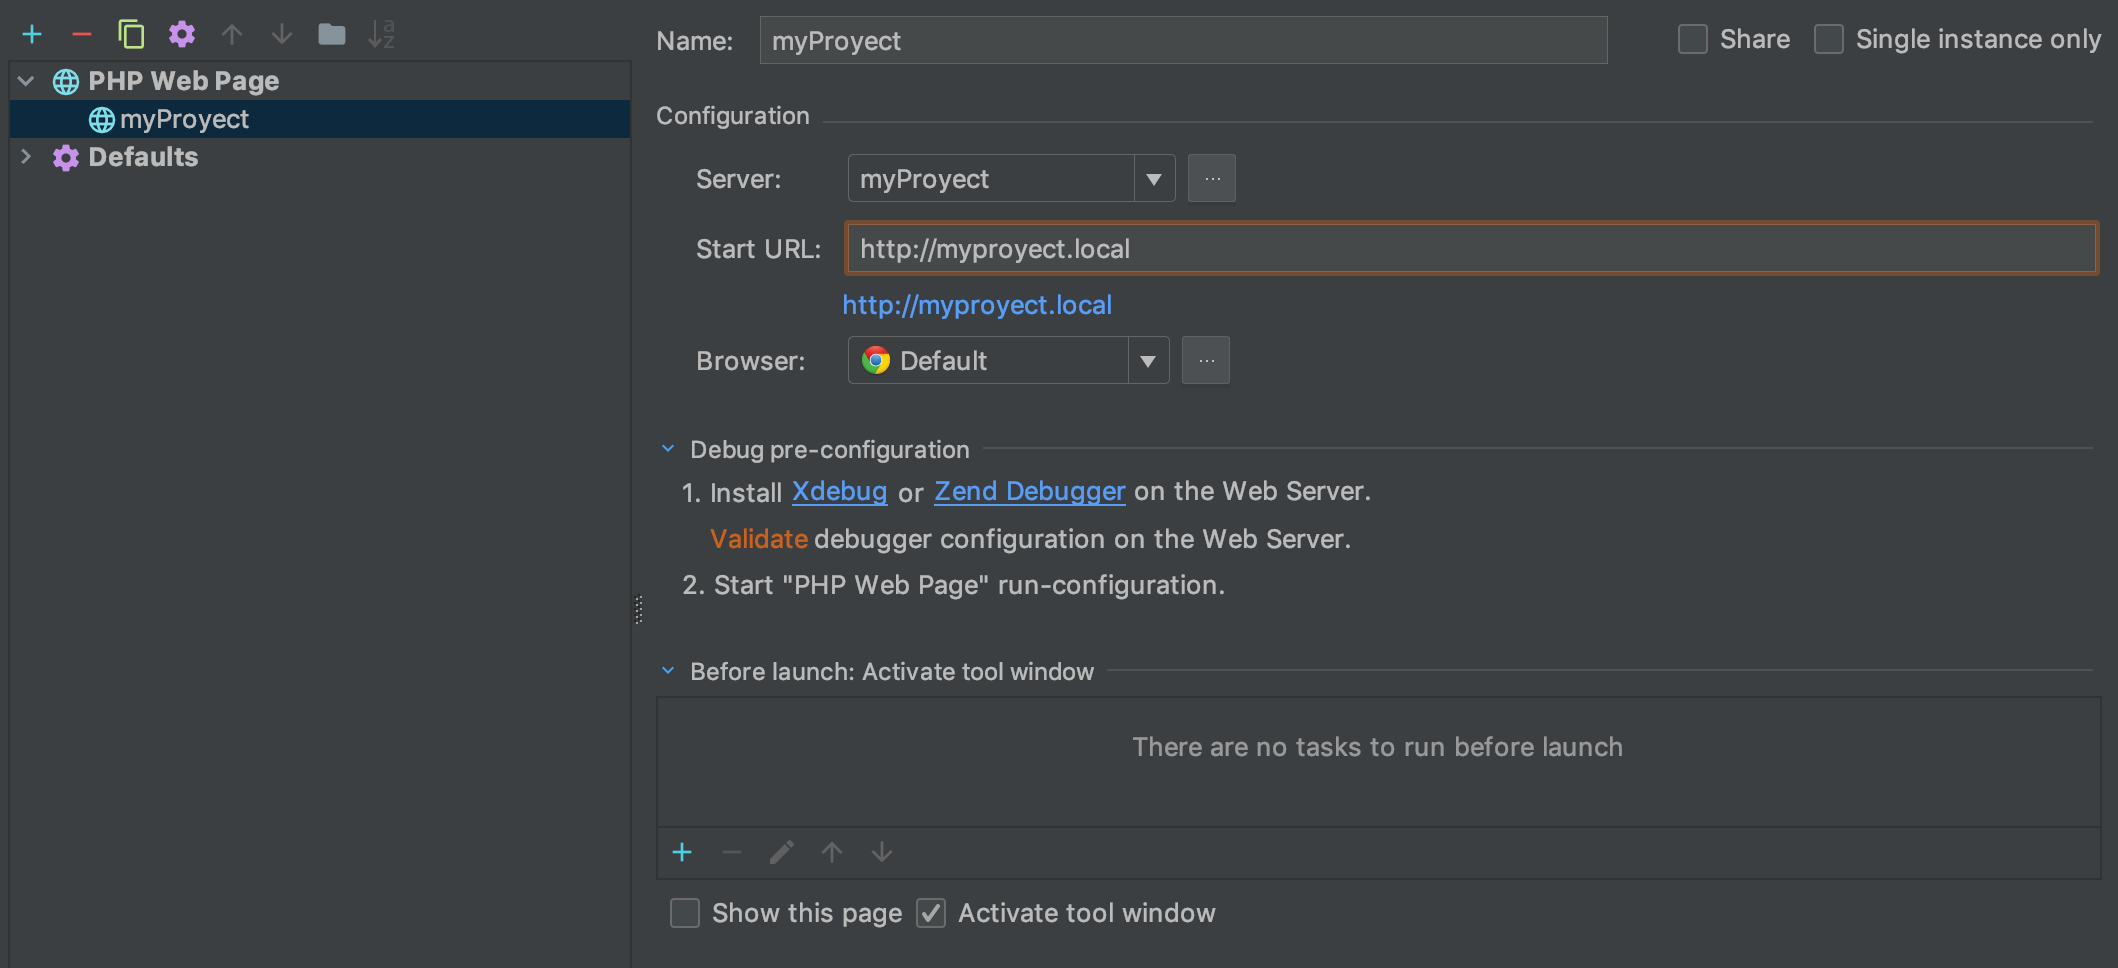 PHP Web Page
myProyect
Defaults
Name: myProyect
Share
Single instance only
Configuration
Server: myProyect
Start URL: http://myproyect.local
http://myproyect.local
Browser: Default
Debug pre-configuration
1. Install Xdebug or Zend Debugger on the Web Server.
Validate debugger configuration on the Web Server.
2. Start "PHP Web Page" run-configuration.
Before launch: Activate tool window
There are no tasks to run before launch
Show this page
Activate tool window